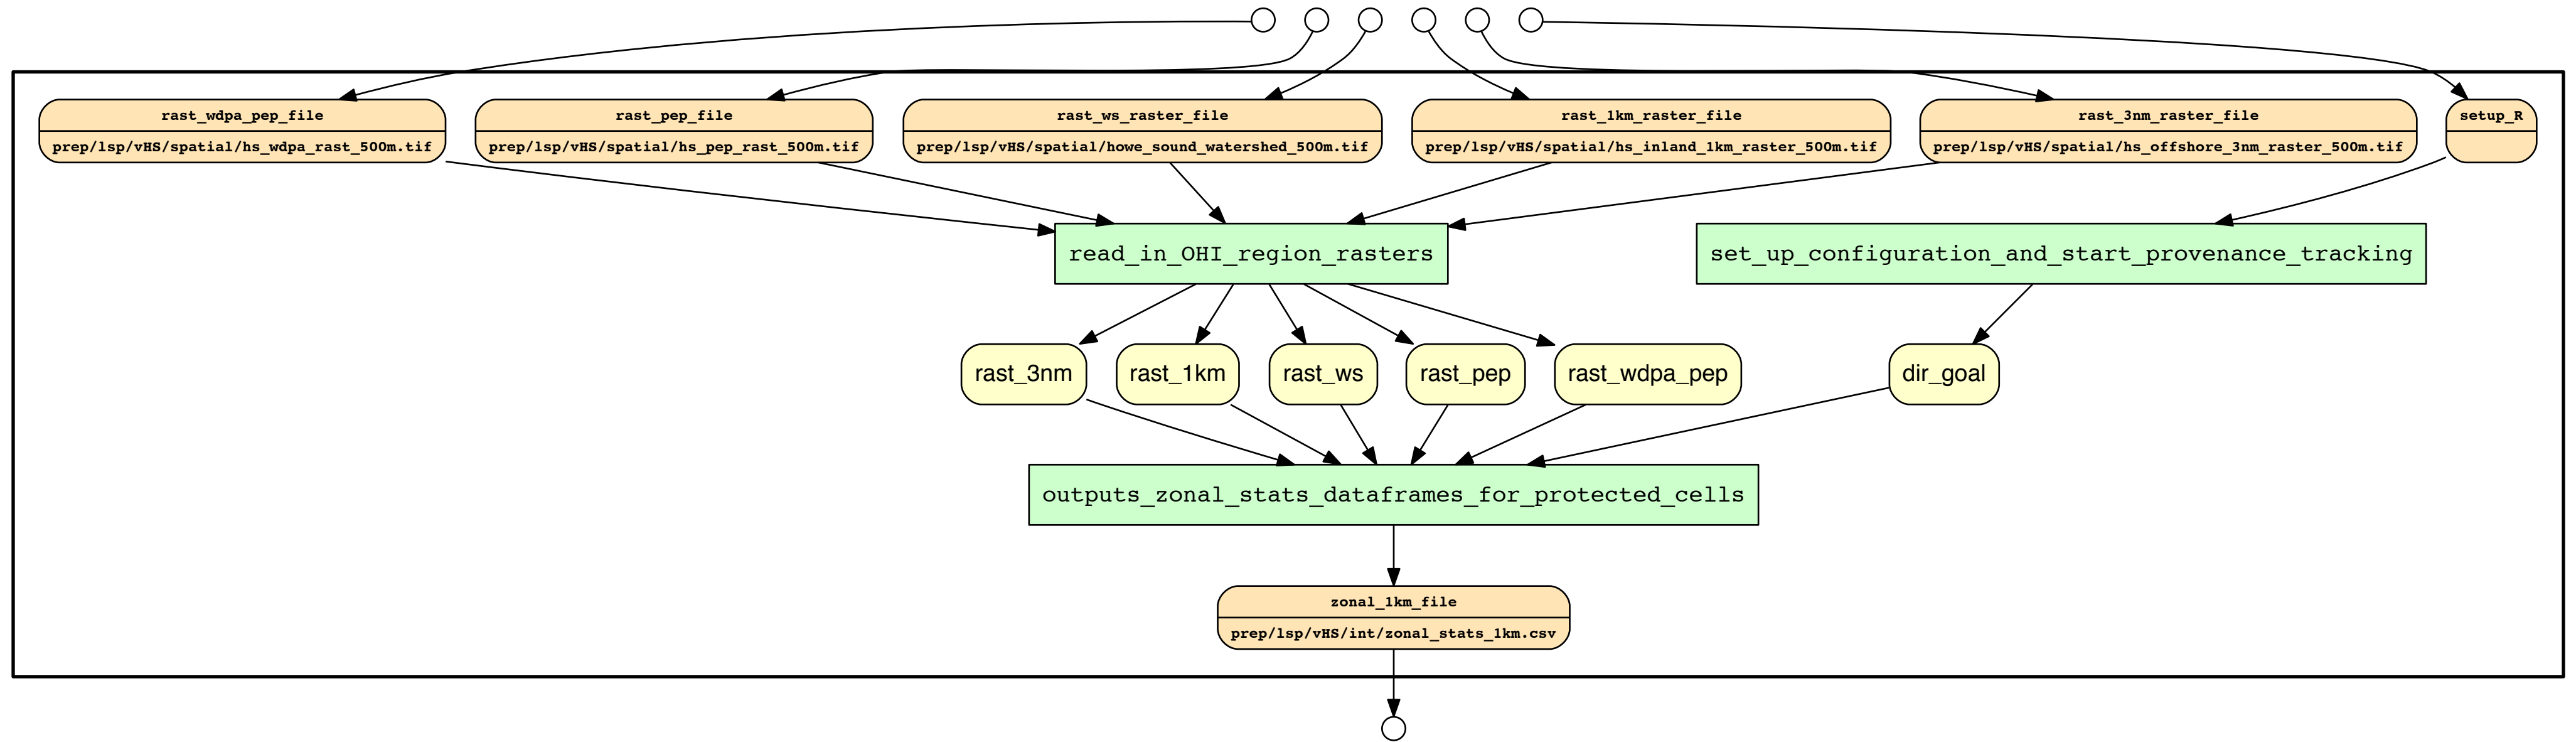 rast_wdpa_pep_file
prep/lsp/vHS/spatial/hs_wdpa_rast_500m.tif
rast_pep_file
prep/lsp/vHS/spatial/hs_pep_rast_500m.tif
rast_ws_raster_file
prep/lsp/vHS/spatial/howe_sound_watershed_500m.tif
rast_1km_raster_file
prep/lsp/vHS/spatial/hs_inland_1km_raster_500m.tif
rast_3nm_raster_file
prep/lsp/vHS/spatial/hs_offshore_3nm_raster_500m.tif
setup_R
read_in_OHI_region_rasters
set_up_configuration_and_start_provenance_tracking
rast_3nm
rast_1km
rast_ws
rast_pep
rast_wdpa_pep
dir_goal
outputs_zonal_stats_dataframes_for_protected_cells
zonal_1km_file
prep/lsp/vHS/int/zonal_stats_1km.csv